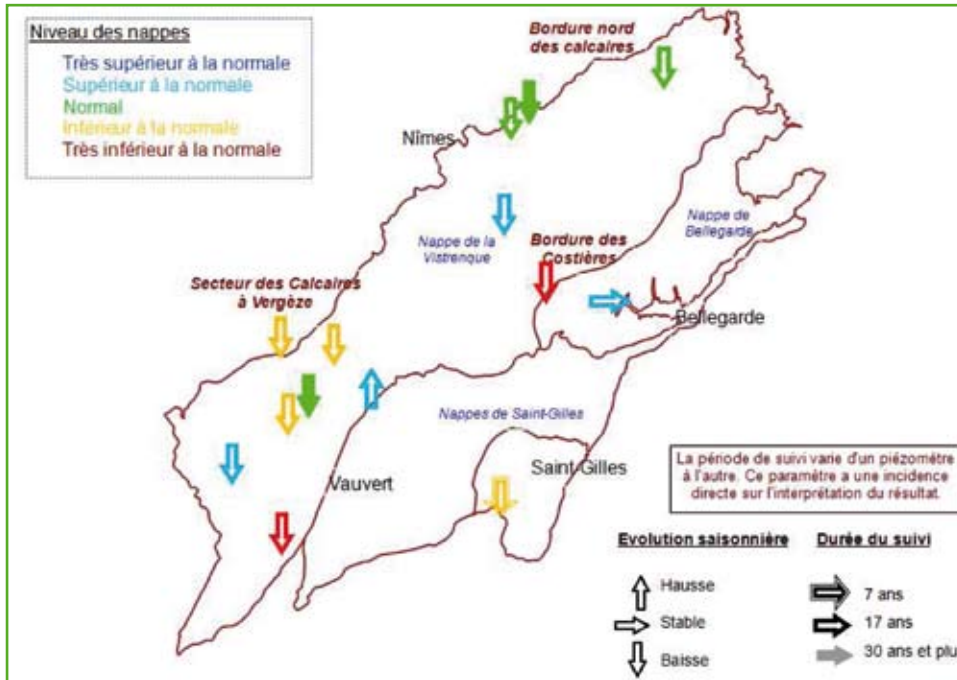 Niveau des nappes
Très supérieur à la normale
Supérieur à la normale
Normal
Inférieur à la normale
Très inférieur à la normale
Bordure nord
des calcaires
Nîmes
Nappe de
Bellegarde
Nappe de la
Vistrenque
Bordure des
Costières
Secteur des Calcaires
à Vergèze
Bellegarde
Nappes de Saint-Gilles
Saint-Gilles
Vauvert
La période de suivi varie d'un piézomètre
à l'autre. Ce paramètre a une incidence
directe sur l'interprétation du résultat.
Evolution saisonnière
Hausse
Stable
Baisse
Durée du suivi
7 ans
17 ans
30 ans et plu